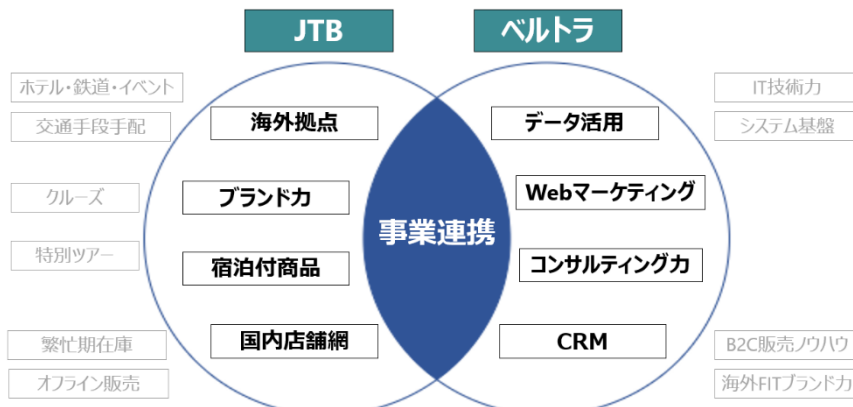 JTB
ベルトラ
ホテル・鉄道・イベント
交通手段手配
クルーズ
特別ツアー
繁忙期在庫
オフライン販売
海外拠点
ブランド力
宿泊付商品
国内店舗網
事業連携
データ活用
Webマーケティング
コンサルティング力
CRM
IT技術力
システム基盤
B2C販売ノウハウ
海外FITブランド力